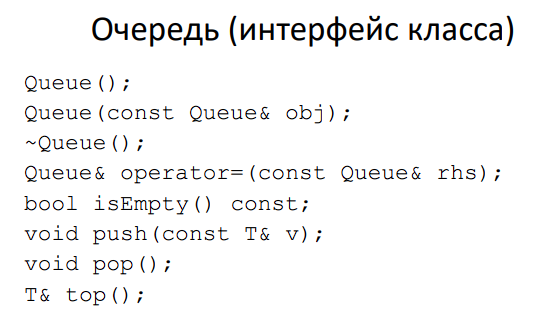 Очередь (интерфейс класса)
Queue();
Queue(const Queue& obj);
~Queue();
Queue& operator=(const Queue& rhs);
bool isEmpty() const;
void push(const T& v);
void pop();
T& top();